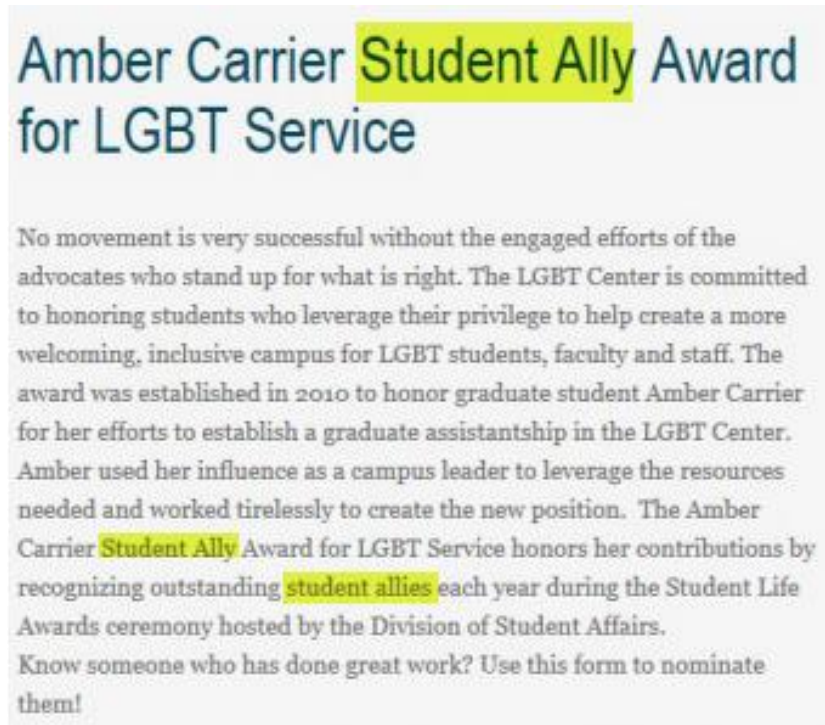 Amber Carrier Student Ally Award
for LGBT Service
No movement is very successful without the engaged efforts of the
advocates who stand up for what is right. The LGBT Center is committed
to honoring students who leverage their privilege to help create a more
welcoming, inclusive campus for LGBT students, faculty and staff. The
award was established in 2010 to honor graduate student Amber Carrier
for her efforts to establish a graduate assistantship in the LGBT Center.
Amber used her influence as a campus leader to leverage the resources
needed and worked tirelessly to create the new position.  The Amber
Carrier Student Ally Award for LGBT Service honors her contributions by
recognizing outstanding student allies each year during the Student Life
Awards ceremony hosted by the Division of Student Affairs.
Know someone who has done great work? Use this form to nominate
them!